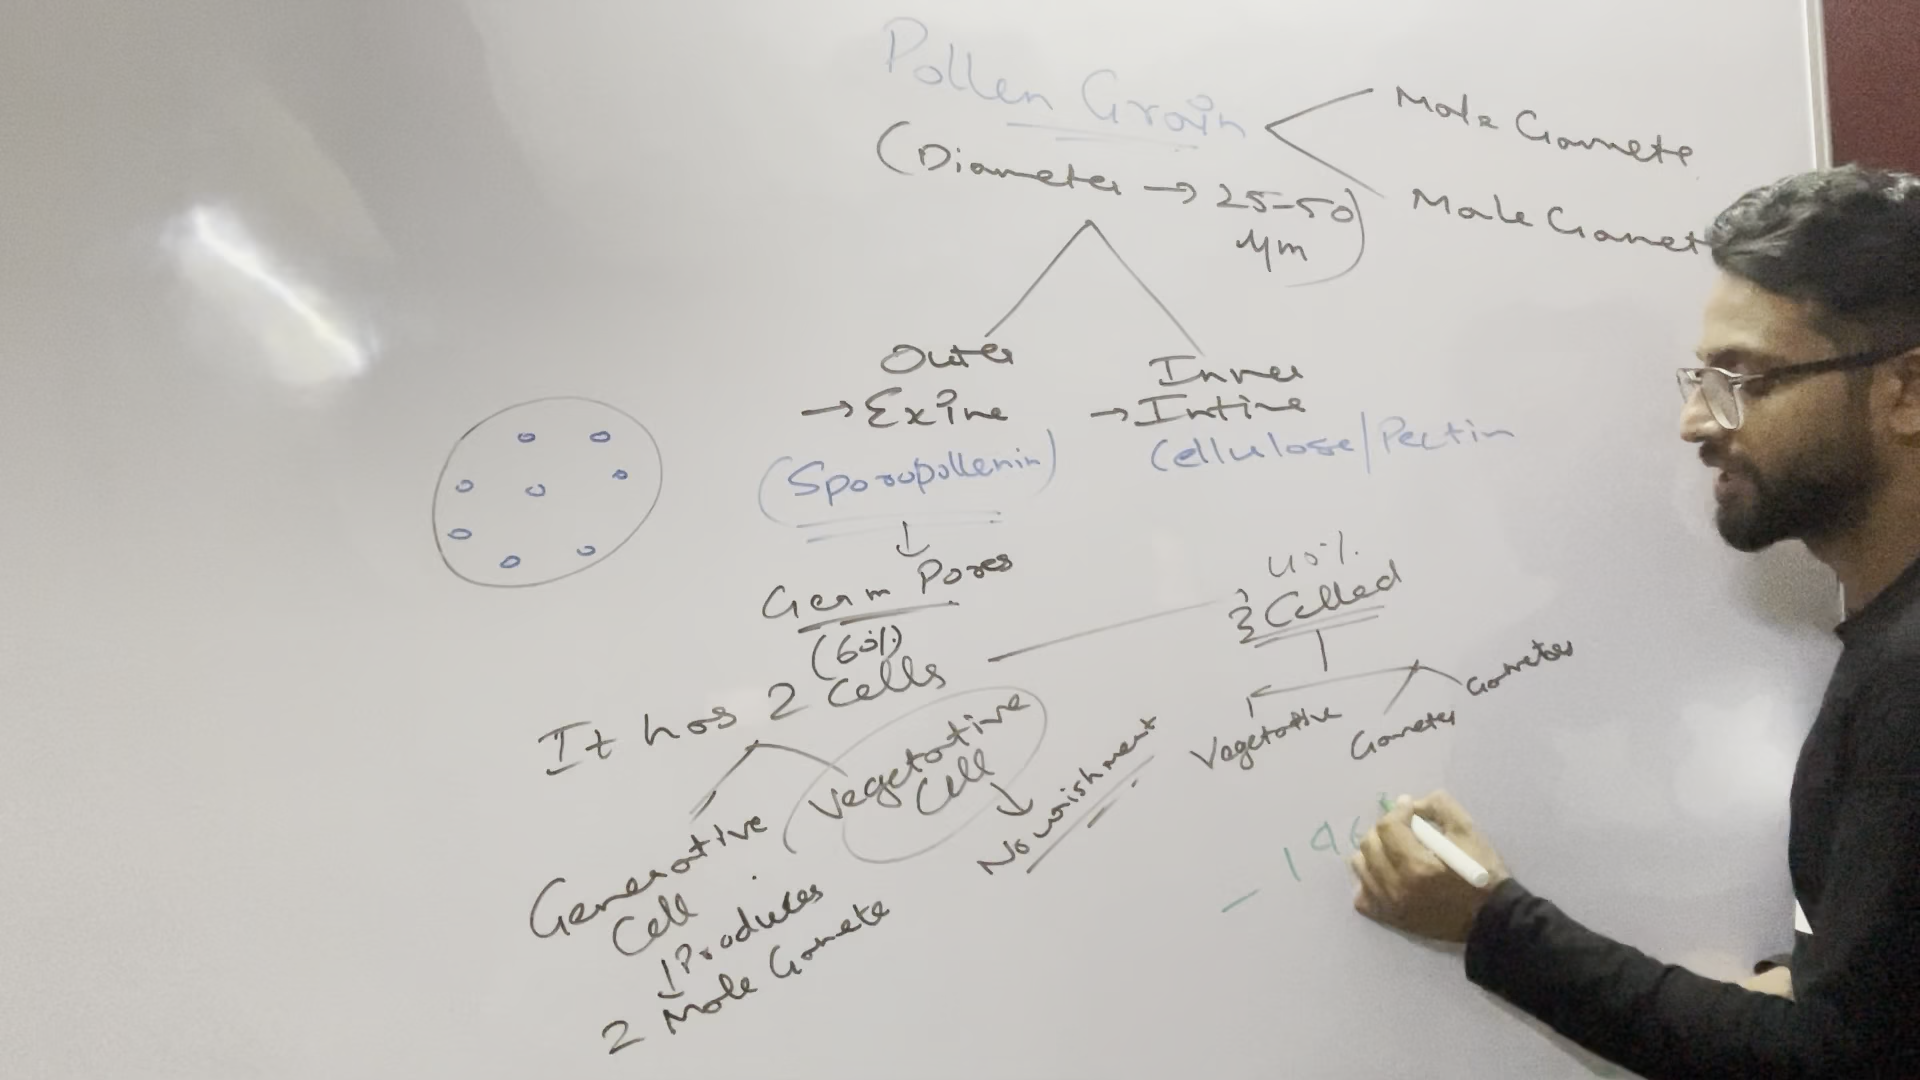 Pollen Grain
Male Gamete
Male Gamet
(Diameter → 25-50
μm)
Outer
Inner
→ Exine
→ Intine
(Sporopollenin)
Cellulose/Pectin
↓
Germ Pores
40%
3 Celled
(60%)
It has 2 Cells
Vegetative
Gametes
Gametes
Vegetative
Cell
Nourishment
Generative
Cell
↓ Produces
2 Male Gamete
- 196